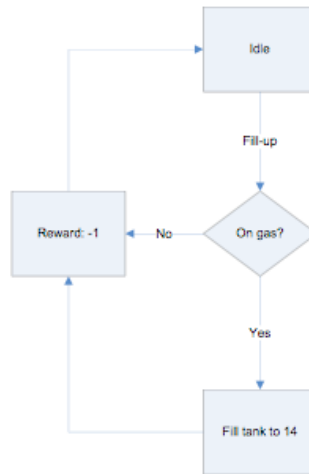 Idle
Fill-up
Reward: -1
No
On gas?
Yes
Fill tank to 14